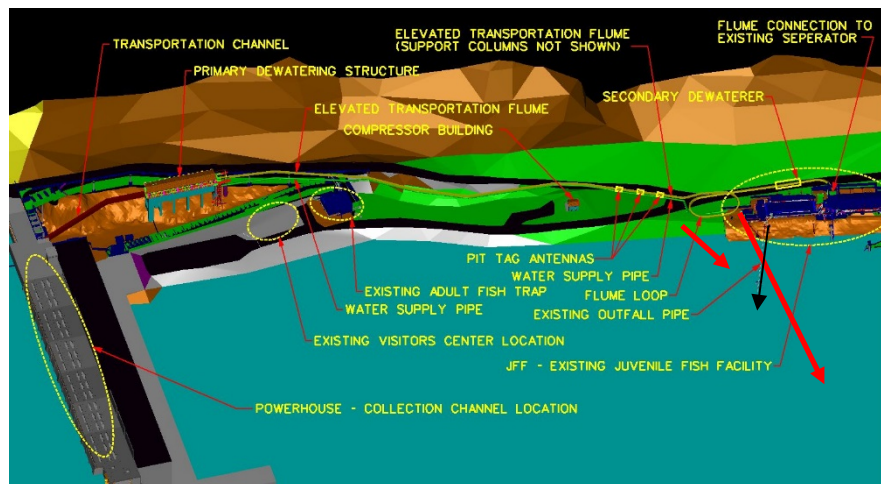 TRANSPORTATION CHANNEL
PRIMARY DEWATERING STRUCTURE
ELEVATED TRANSPORTATION FLUME
(SUPPORT COLUMNS NOT SHOWN)
FLUME CONNECTION TO
EXISTING SEPERATOR
ELEVATED TRANSPORTATION FLUME
COMPRESSOR BUILDING
SECONDARY DEWATERER
PIT TAG ANTENNAS
WATER SUPPLY PIPE
FLUME LOOP
EXISTING OUTFALL PIPE
JFF - EXISTING JUVENILE FISH FACILITY
EXISTING ADULT FISH TRAP
WATER SUPPLY PIPE
EXISTING VISITORS CENTER LOCATION
POWERHOUSE - COLLECTION CHANNEL LOCATION